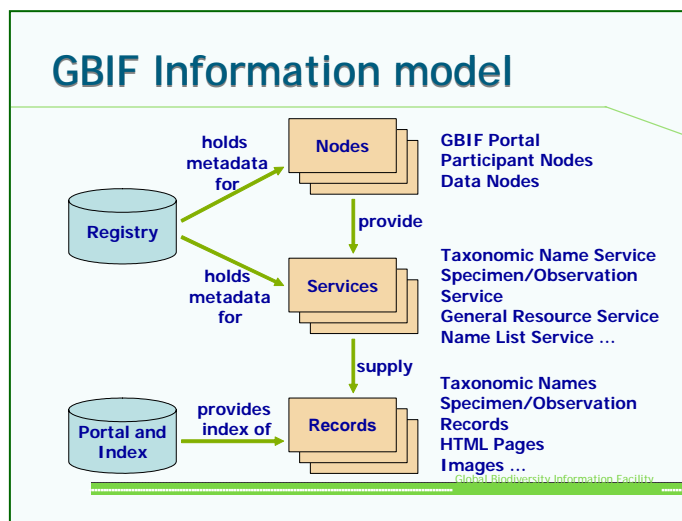 GBIF Information model
holds
metadata
for
Nodes
GBIF Portal
Participant Nodes
Data Nodes
Registry
provide
holds
metadata
for
Services
Taxonomic Name Service
Specimen/Observation
Service
General Resource Service
Name List Service ...
supply
Portal and
Index
provides
index of
Records
Taxonomic Names
Specimen/Observation
Records
HTML Pages
Images ...
Global Biodiversity Information Facility